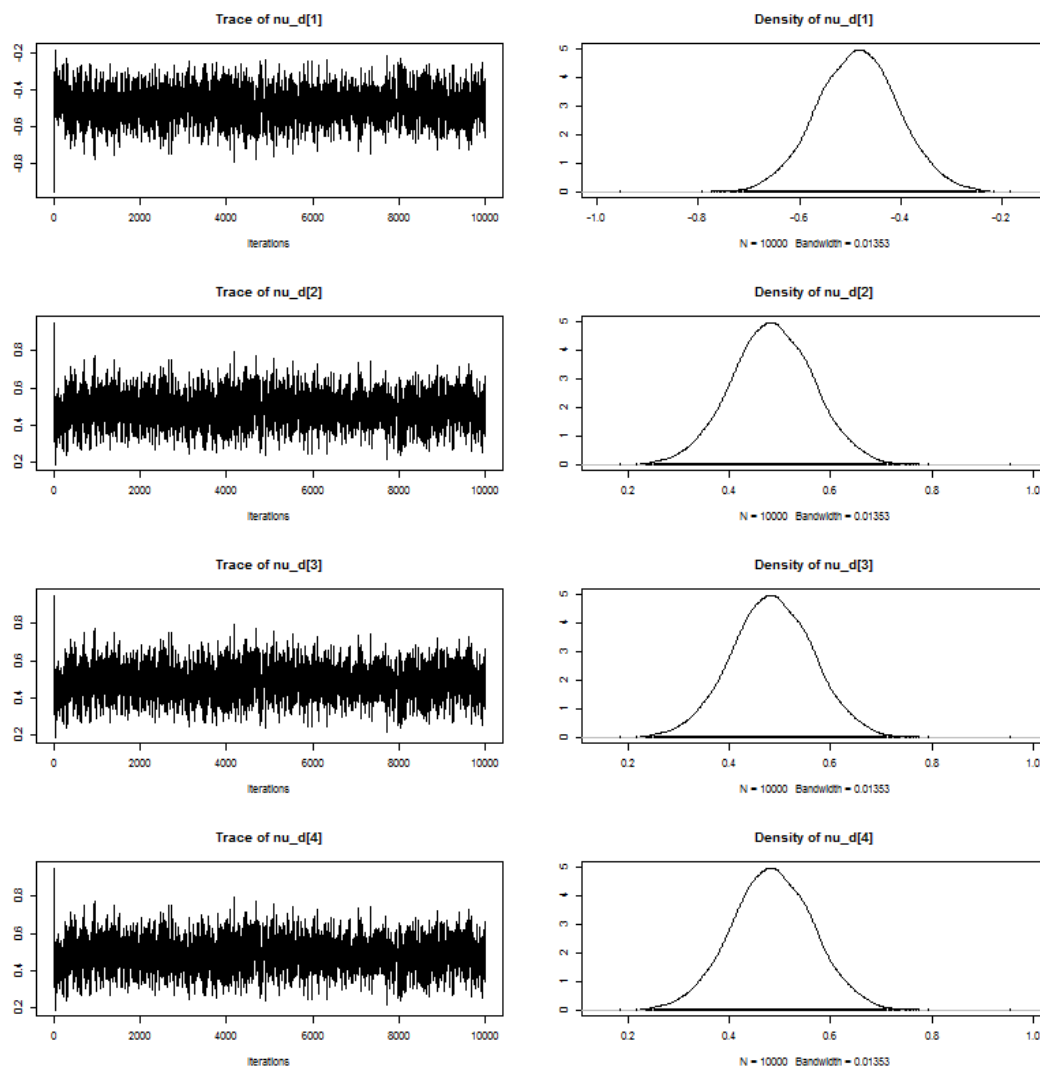 Trace of nu_d[1]
-0.2
-0.4
-0.6
-0.8
0 2000 4000 6000 8000 10000
Iterations
Density of nu_d[1]
5
4
3
2
1
0
-1.0 -0.8 -0.6 -0.4 -0.2
N = 10000 Bandwidth = 0.01353
Trace of nu_d[2]
0.8
0.6
0.4
0.2
0 2000 4000 6000 8000 10000
Iterations
Density of nu_d[2]
5
4
3
2
1
0
0.2 0.4 0.6 0.8 1.0
N = 10000 Bandwidth = 0.01353
Trace of nu_d[3]
0.8
0.6
0.4
0.2
0 2000 4000 6000 8000 10000
Iterations
Density of nu_d[3]
5
4
3
2
1
0
0.2 0.4 0.6 0.8 1.0
N = 10000 Bandwidth = 0.01353
Trace of nu_d[4]
0.8
0.6
0.4
0.2
0 2000 4000 6000 8000 10000
Iterations
Density of nu_d[4]
5
4
3
2
1
0
0.2 0.4 0.6 0.8 1.0
N = 10000 Bandwidth = 0.01353